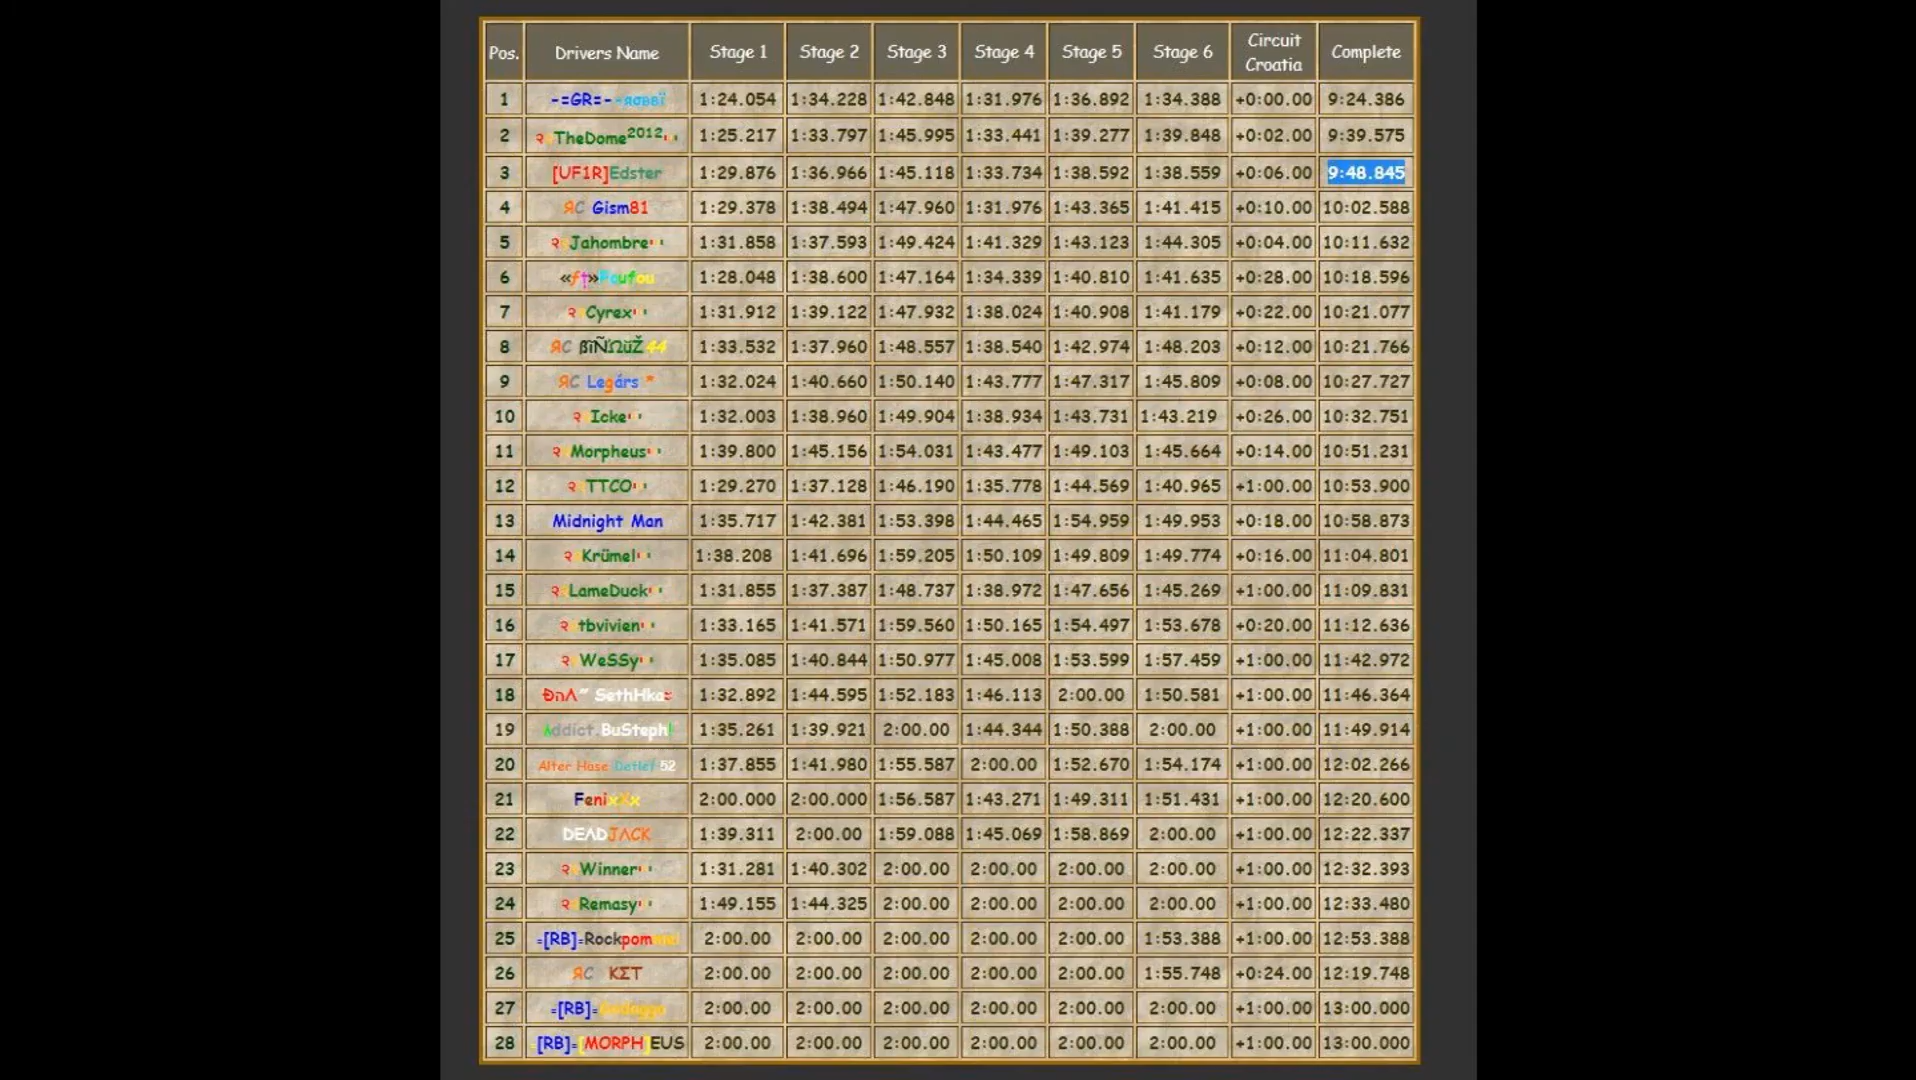 Pos. Drivers Name Stage 1 Stage 2 Stage 3 Stage 4 Stage 5 Stage 6 Circuit Croatia Complete
1 -=GR=- 1:24.054 1:34.228 1:42.848 1:31.976 1:36.892 1:34.388 +0:00.00 9:24.386
2 TheDome2012 1:25.217 1:33.797 1:45.995 1:33.441 1:39.277 1:39.848 +0:02.00 9:39.575
3 [UF1R]Edster 1:29.876 1:36.966 1:45.118 1:33.734 1:38.592 1:38.559 +0:06.00 9:48.845
4 ЯC Gism81 1:29.378 1:38.494 1:47.960 1:31.976 1:43.365 1:41.415 +0:10.00 10:02.588
5 Jahombre 1:31.858 1:37.593 1:49.424 1:41.329 1:43.123 1:44.305 +0:04.00 10:11.632
6 «ƒ†»Poufou 1:28.048 1:38.600 1:47.164 1:34.339 1:40.810 1:41.635 +0:28.00 10:18.596
7 Cyrex 1:31.912 1:39.122 1:47.932 1:38.024 1:40.908 1:41.179 +0:22.00 10:21.077
8 ЯC ßïÑΏüŽ 44 1:33.532 1:37.960 1:48.557 1:38.540 1:42.974 1:48.203 +0:12.00 10:21.766
9 ЯC Legárs * 1:32.024 1:40.660 1:50.140 1:43.777 1:47.317 1:45.809 +0:08.00 10:27.727
10 Icke 1:32.003 1:38.960 1:49.904 1:38.934 1:43.731 1:43.219 +0:26.00 10:32.751
11 Morpheus 1:39.800 1:45.156 1:54.031 1:43.477 1:49.103 1:45.664 +0:14.00 10:51.231
12 TTCO 1:29.270 1:37.128 1:46.190 1:35.778 1:44.569 1:40.965 +1:00.00 10:53.900
13 Midnight Man 1:35.717 1:42.381 1:53.398 1:44.465 1:54.959 1:49.953 +0:18.00 10:58.873
14 Krümel 1:38.208 1:41.696 1:59.205 1:50.109 1:49.809 1:49.774 +0:16.00 11:04.801
15 LameDuck 1:31.855 1:37.387 1:48.737 1:38.972 1:47.656 1:45.269 +1:00.00 11:09.831
16 tbvivien 1:33.165 1:41.571 1:59.560 1:50.165 1:54.497 1:53.678 +0:20.00 11:12.636
17 WeSSy 1:35.085 1:40.844 1:50.977 1:45.008 1:53.599 1:57.459 +1:00.00 11:42.972
18 SethHka 1:32.892 1:44.595 1:52.183 1:46.113 2:00.00 1:50.581 +1:00.00 11:46.364
19 Addict BuSteph 1:35.261 1:39.921 2:00.00 1:44.344 1:50.388 2:00.00 +1:00.00 11:49.914
20 Alter Hase Detlef 52 1:37.855 1:41.980 1:55.587 2:00.00 1:52.670 1:54.174 +1:00.00 12:02.266
21 FenixXx 2:00.000 2:00.000 1:56.587 1:43.271 1:49.311 1:51.431 +1:00.00 12:20.600
22 DEADJACK 1:39.311 2:00.00 1:59.088 1:45.069 1:58.869 2:00.00 +1:00.00 12:22.337
23 Winner 1:31.281 1:40.302 2:00.00 2:00.00 2:00.00 2:00.00 +1:00.00 12:32.393
24 Remasy 1:49.155 1:44.325 2:00.00 2:00.00 2:00.00 2:00.00 +1:00.00 12:33.480
25 =[RB]= 2:00.00 2:00.00 2:00.00 2:00.00 2:00.00 1:53.388 +1:00.00 12:53.388
26 ЯC ΚΣΤ 2:00.00 2:00.00 2:00.00 2:00.00 2:00.00 1:55.748 +0:24.00 12:19.748
27 =[RB]= 2:00.00 2:00.00 2:00.00 2:00.00 2:00.00 2:00.00 +1:00.00 13:00.000
28 =[RB]=[MORPH]EUS 2:00.00 2:00.00 2:00.00 2:00.00 2:00.00 2:00.00 +1:00.00 13:00.000